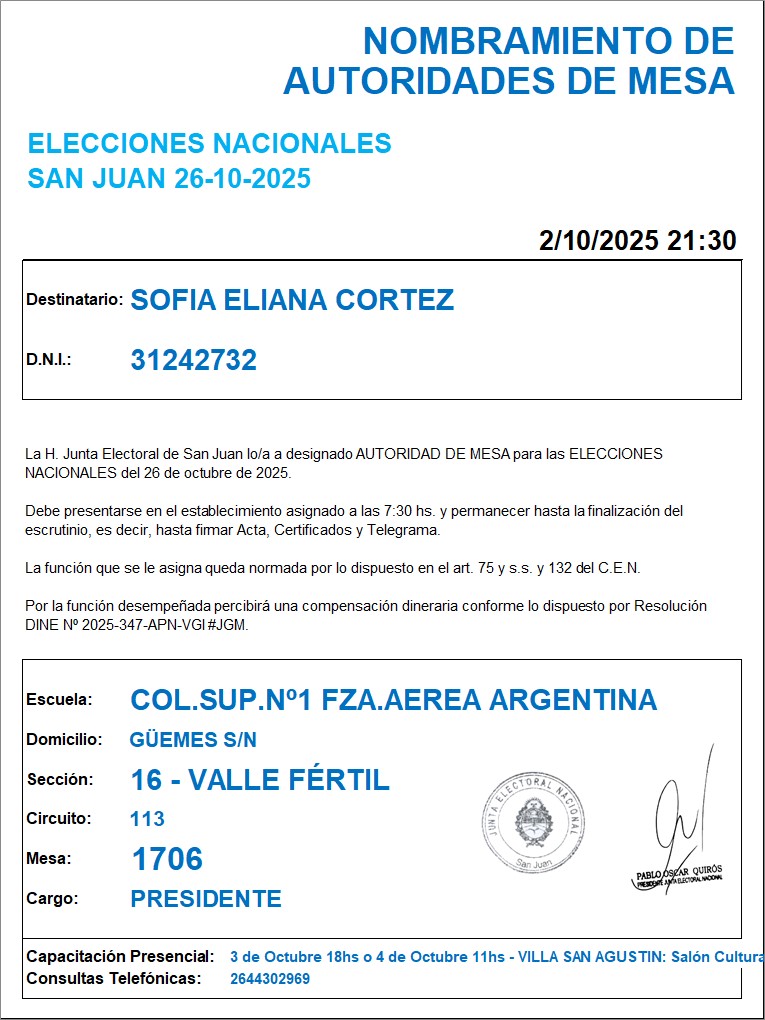 NOMBRAMIENTO DE
AUTORIDADES DE MESA
ELECCIONES NACIONALES
SAN JUAN 26-10-2025
2/10/2025 21:30
Destinatario: SOFIA ELIANA CORTEZ
D.N.I.: 31242732
La H. Junta Electoral de San Juan lo/a a designado AUTORIDAD DE MESA para las ELECCIONES
NACIONALES del 26 de octubre de 2025.
Debe presentarse en el establecimiento asignado a las 7:30 hs. y permanecer hasta la finalización del
escrutinio, es decir, hasta firmar Acta, Certificados y Telegrama.
La función que se le asigna queda normada por lo dispuesto en el art. 75 y s.s. y 132 del C.E.N.
Por la función desempeñada percibirá una compensación dineraria conforme lo dispuesto por Resolución
DINE Nº 2025-347-APN-VGI#JGM.
Escuela: COL.SUP.Nº1 FZA.AEREA ARGENTINA
Domicilio: GÜEMES S/N
Sección: 16 - VALLE FÉRTIL
Circuito: 113
Mesa: 1706
Cargo: PRESIDENTE
JUNTA ELECTORAL NACIONAL
San Juan
PABLO OSCAR QUIRÓS
PRESIDENTE JUNTA ELECTORAL NACIONAL
Capacitación Presencial: 3 de Octubre 18hs o 4 de Octubre 11hs - VILLA SAN AGUSTIN: Salón Cultura
Consultas Telefónicas: 2644302969